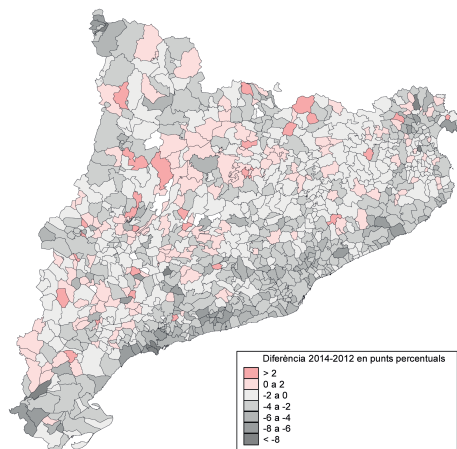 Diferència 2014-2012 en punts percentuals
> 2
0 a 2
-2 a 0
-4 a -2
-6 a -4
-8 a -6
< -8